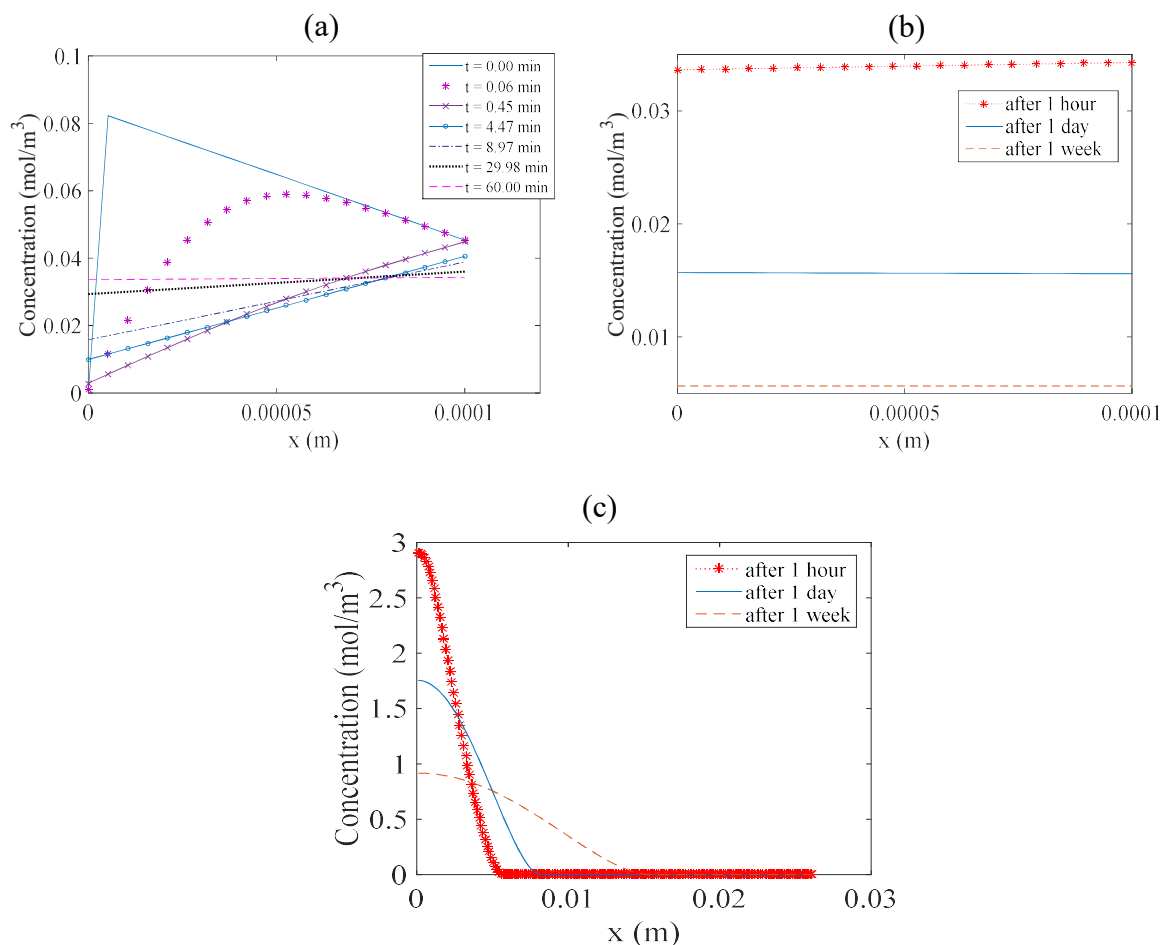 (a)
0.1
0.08
0.06
0.04
0.02
0
Concentration (mol/m³)
0
0.00005
0.0001
x (m)
t = 0.00 min
t = 0.06 min
t = 0.45 min
t = 4.47 min
t = 8.97 min
t = 29.98 min
t = 60.00 min
(b)
0.03
0.02
0.01
Concentration (mol/m³)
0
0.00005
0.0001
x (m)
after 1 hour
after 1 day
after 1 week
(c)
3
2.5
2
1.5
1
0.5
0
Concentration (mol/m³)
0
0.01
0.02
0.03
x (m)
after 1 hour
after 1 day
after 1 week